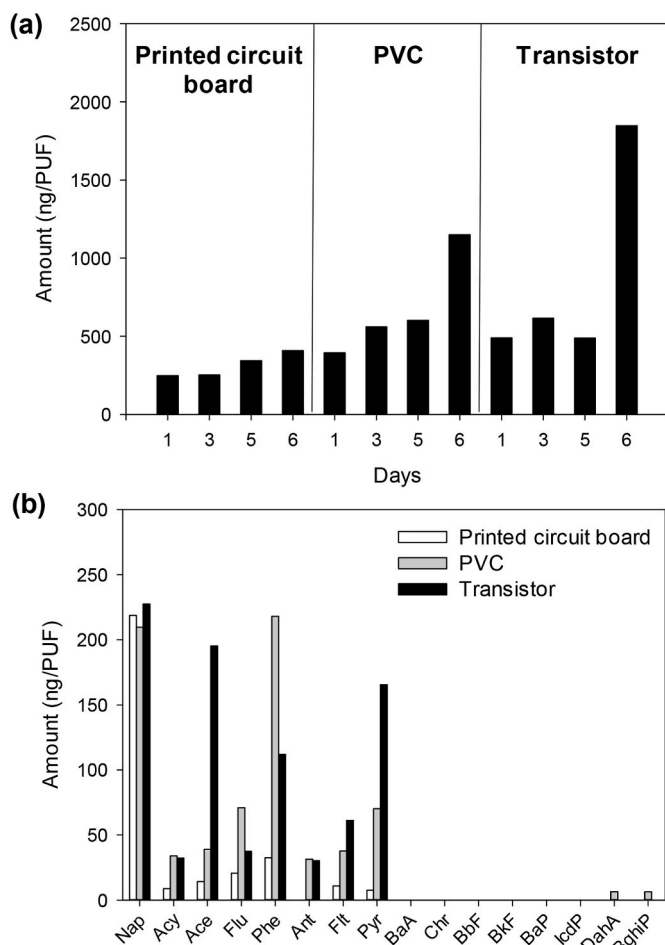 (a)
2500
2000
1500
1000
500
0
Amount (ng/PUF)
Printed circuit
board
PVC
Transistor
1 3 5 6 1 3 5 6 1 3 5 6
Days
(b)
300
250
200
150
100
50
0
Amount (ng/PUF)
Printed circuit board
PVC
Transistor
Nap Acy Ace Flu Phe Ant Flt Pyr BaA Chr BbF BkF BaP IcdP